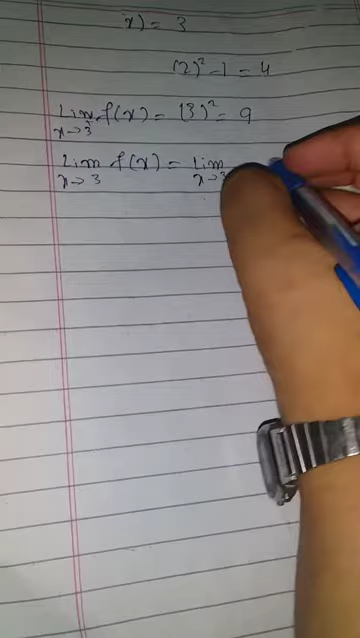 x) = 3
(2)² - 1 = 4
Lim x→3 f(x) = (3)² = 9
Lim x→3 f(x) = Lim x→3